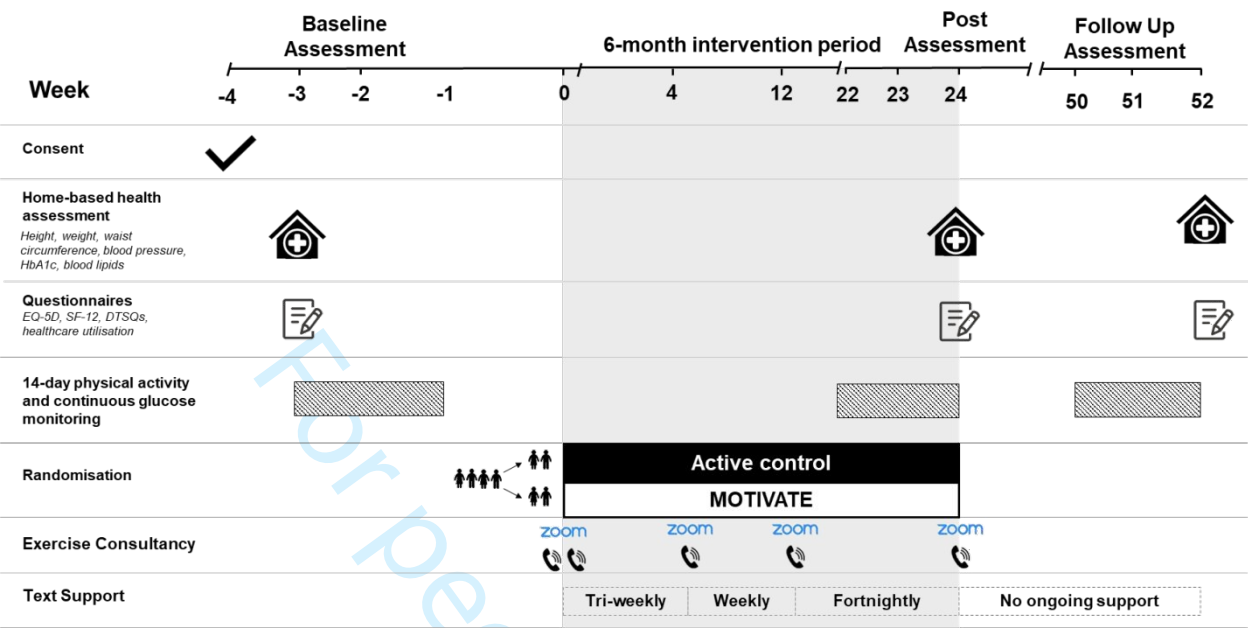 Baseline
Assessment
6-month intervention period
Post
Assessment
Follow Up
Assessment
Week
-4 -3 -2 -1 0 4 12 22 23 24 50 51 52
Consent
Home-based health
assessment
Height, weight, waist
circumference, blood pressure,
HbA1c, blood lipids
Questionnaires
EQ-5D, SF-12, DTSQs,
healthcare utilisation
14-day physical activity
and continuous glucose
monitoring
Randomisation
Active control
MOTIVATE
Exercise Consultancy
zoom zoom zoom zoom
Text Support
Tri-weekly Weekly Fortnightly No ongoing support
For pe